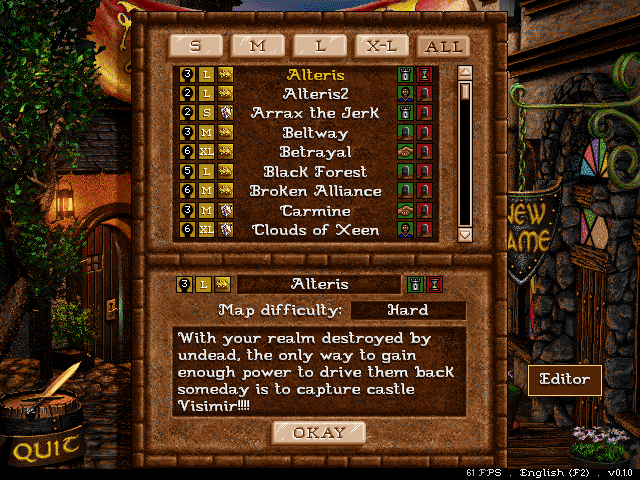 S M L X-L ALL
3 L Alteris
2 L Alteris2
2 S Arrax the Jerk
3 M Beltway
6 XL Betrayal
5 L Black Forest
6 M Broken Alliance
3 M Carmine
6 XL Clouds of Xeen
NEW
GAME
3 L Alteris
Map difficulty: Hard
With your realm destroyed by
undead, the only way to gain
enough power to drive them back
someday is to capture castle
Visimir!!!!
Editor
OKAY
QUIT
61 FPS . English (F2) . v0.1.0